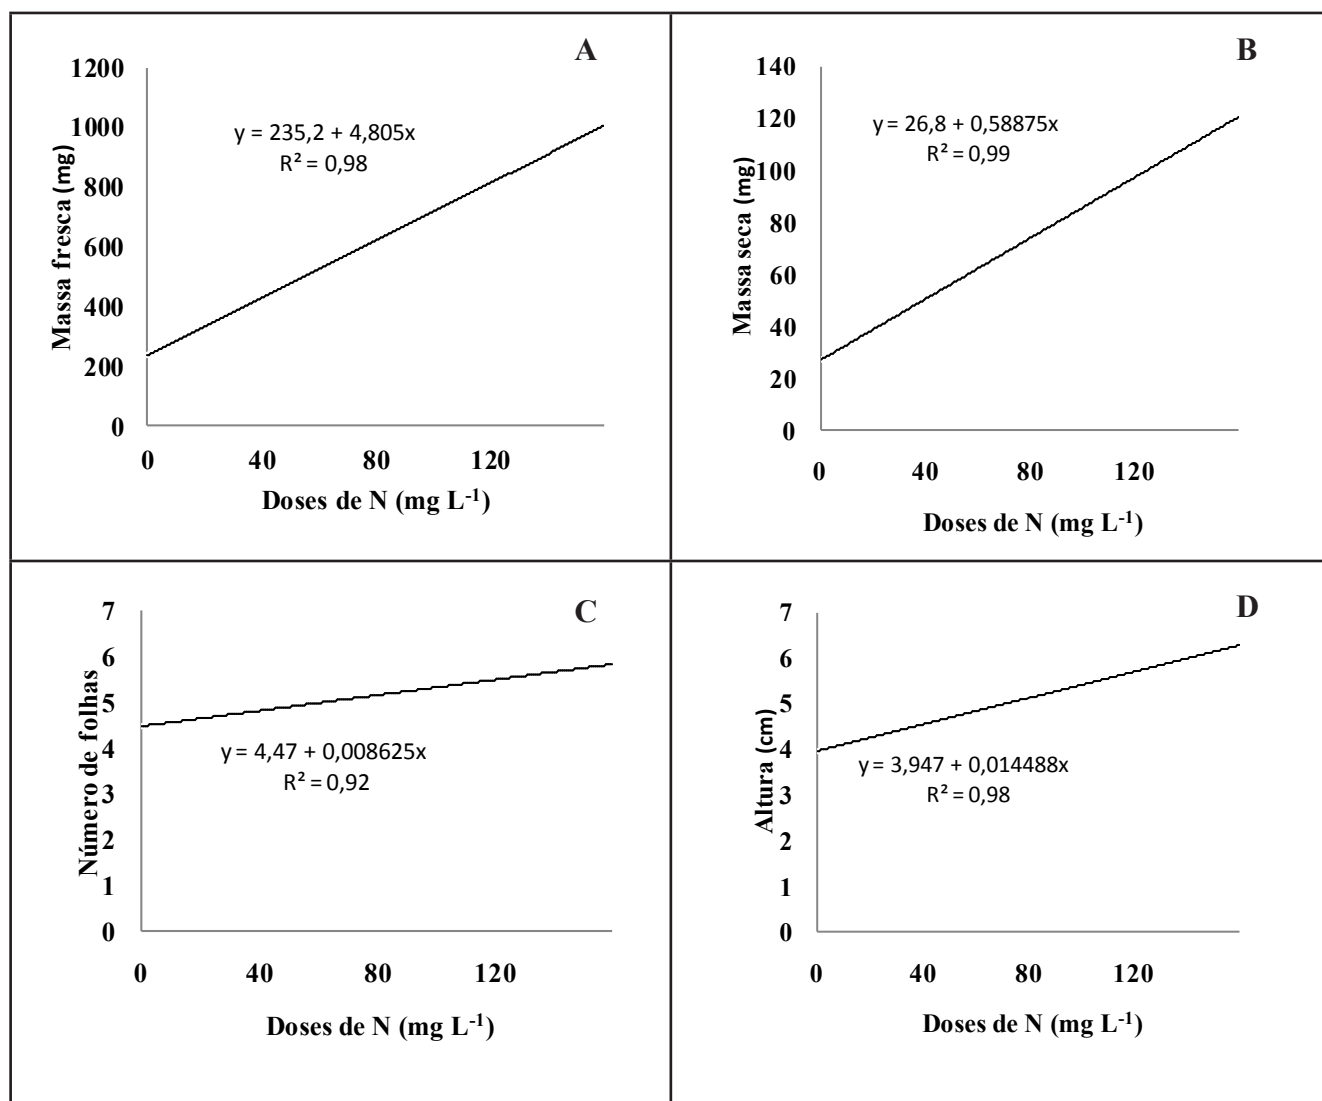 A
1200
1000
800
600
400
200
0
y = 235,2 + 4,805x
R² = 0,98
Massa fresca (mg)
0 40 80 120
Doses de N (mg L⁻¹)
B
140
120
100
80
60
40
20
0
y = 26,8 + 0,58875x
R² = 0,99
Massa seca (mg)
0 40 80 120
Doses de N (mg L⁻¹)
C
7
6
5
4
3
2
1
0
y = 4,47 + 0,008625x
R² = 0,92
Número de folhas
0 40 80 120
Doses de N (mg L⁻¹)
D
7
6
5
4
3
2
1
0
y = 3,947 + 0,014488x
R² = 0,98
Altura (cm)
0 40 80 120
Doses de N (mg L⁻¹)